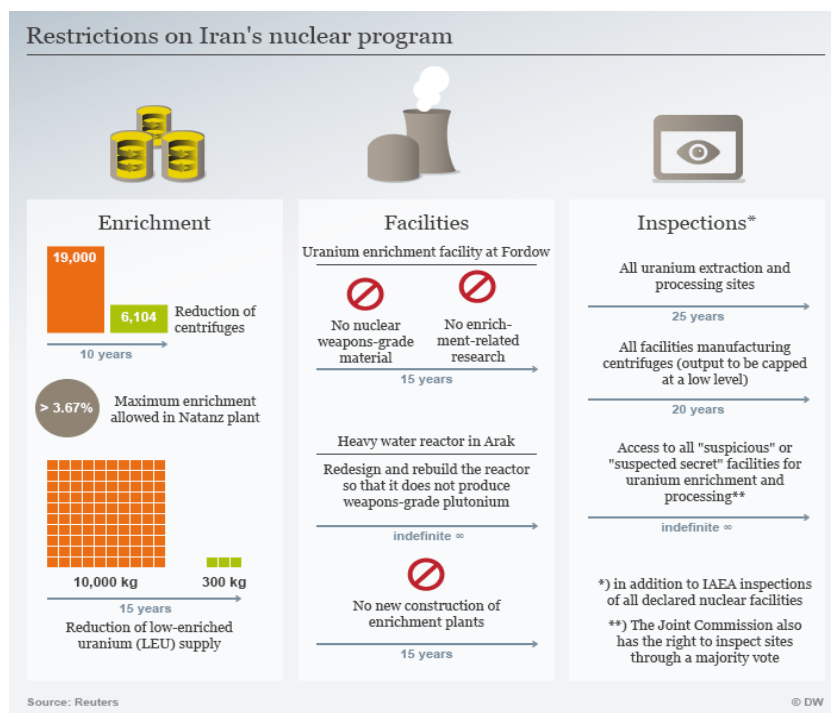 Restrictions on Iran's nuclear program
Enrichment
19,000
6,104
Reduction of
centrifuges
10 years
> 3.67%
Maximum enrichment
allowed in Natanz plant
10,000 kg
300 kg
15 years
Reduction of low-enriched
uranium (LEU) supply
Facilities
Uranium enrichment facility at Fordow
No nuclear
weapons-grade
material
No enrich-
ment-related
research
15 years
Heavy water reactor in Arak
Redesign and rebuild the reactor
so that it does not produce
weapons-grade plutonium
indefinite ∞
No new construction of
enrichment plants
15 years
Inspections*
All uranium extraction and
processing sites
25 years
All facilities manufacturing
centrifuges (output to be capped
at a low level)
20 years
Access to all "suspicious" or
"suspected secret" facilities for
uranium enrichment and
processing**
indefinite ∞
*) in addition to IAEA inspections
of all declared nuclear facilities
**) The Joint Commission also
has the right to inspect sites
through a majority vote
Source: Reuters
© DW